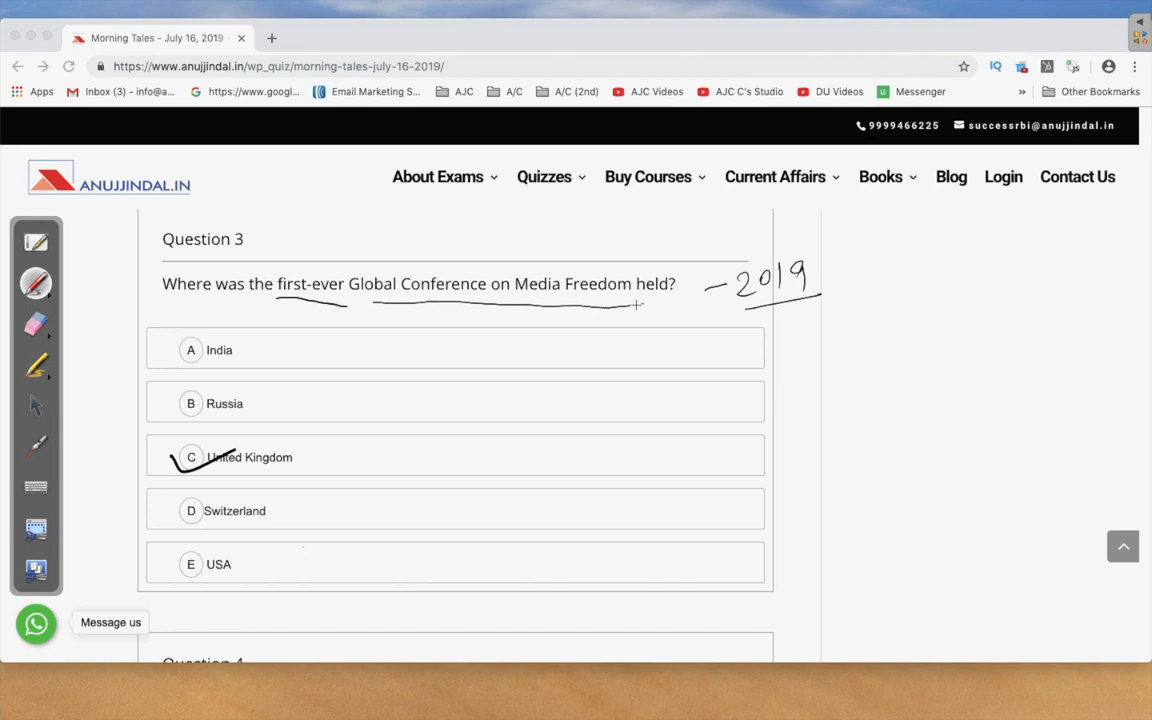 Morning Tales - July 16, 2019
https://www.anujjindal.in/wp_quiz/morning-tales-july-16-2019/
IQ
Apps Inbox (3) - info@a... https://www.googl... Email Marketing S... AJC A/C A/C (2nd) AJC Videos AJC C's Studio DU Videos Messenger » Other Bookmarks
9999466225 successrbi@anujjindal.in
ANUJJINDAL.IN About Exams Quizzes Buy Courses Current Affairs Books Blog Login Contact Us
Question 3
Where was the first-ever Global Conference on Media Freedom held? - 2019
A India
B Russia
C United Kingdom
D Switzerland
E USA
Message us
Question 4